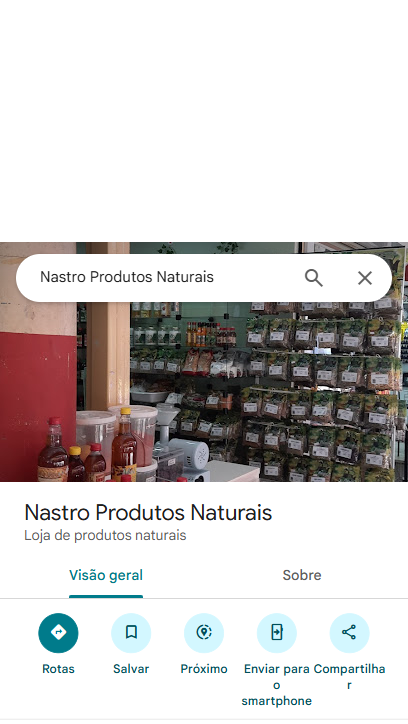 Nastro Produtos Naturais
Nastro Produtos Naturais
Loja de produtos naturais
Visão geral
Sobre
Rotas
Salvar
Próximo
Enviar para
o
smartphone
Compartilha
r